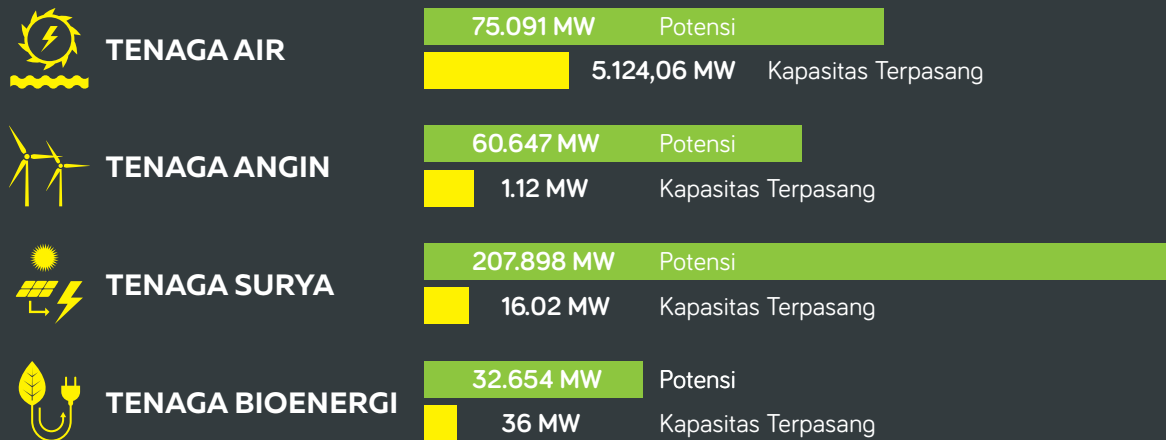 TENAGA AIR
75.091 MW Potensi
5.124,06 MW Kapasitas Terpasang
TENAGA ANGIN
60.647 MW Potensi
1.12 MW Kapasitas Terpasang
TENAGA SURYA
207.898 MW Potensi
16.02 MW Kapasitas Terpasang
TENAGA BIOENERGI
32.654 MW Potensi
36 MW Kapasitas Terpasang